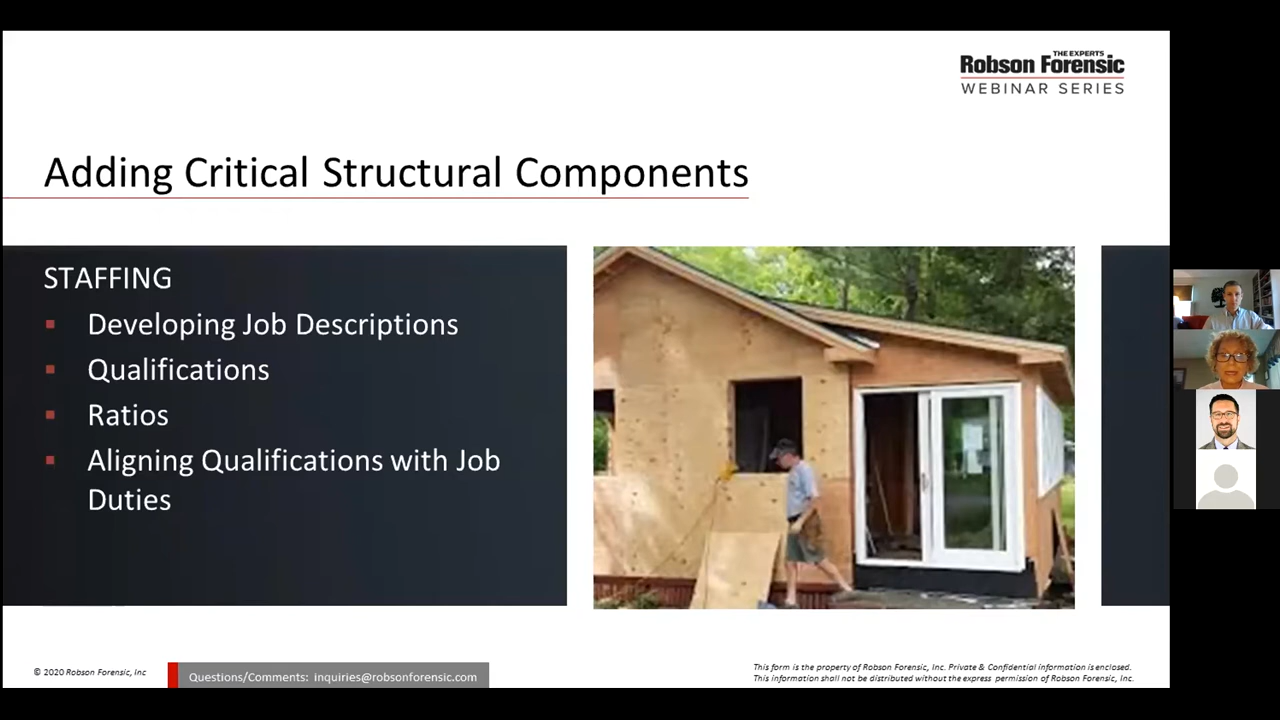 THE EXPERTS
Robson Forensic
WEBINAR SERIES
Adding Critical Structural Components
STAFFING
▪ Developing Job Descriptions
▪ Qualifications
▪ Ratios
▪ Aligning Qualifications with Job
Duties
© 2020 Robson Forensic, Inc
Questions/Comments: inquiries@robsonforensic.com
This form is the property of Robson Forensic, Inc. Private & Confidential information is enclosed.
This information shall not be distributed without the express permission of Robson Forensic, Inc.